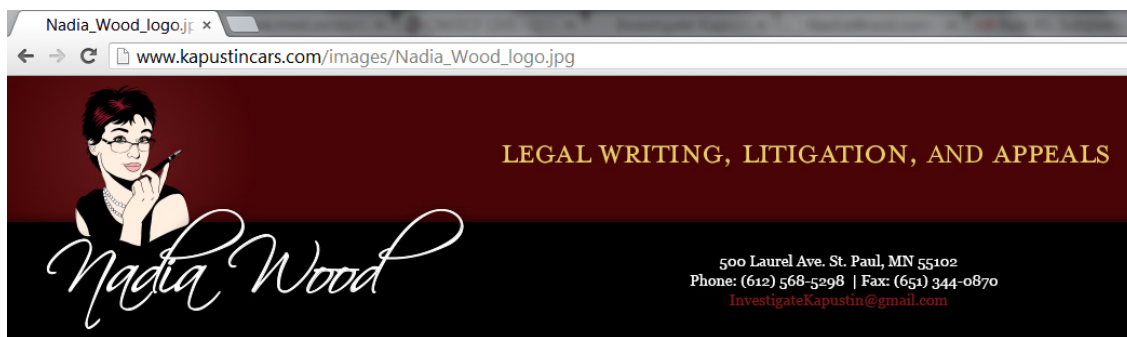 Nadia_Wood_logo.jp
www.kapustincars.com/images/Nadia_Wood_logo.jpg
LEGAL WRITING, LITIGATION, AND APPEALS
Nadia Wood
500 Laurel Ave. St. Paul, MN 55102
Phone: (612) 568-5298 | Fax: (651) 344-0870
InvestigateKapustin@gmail.com